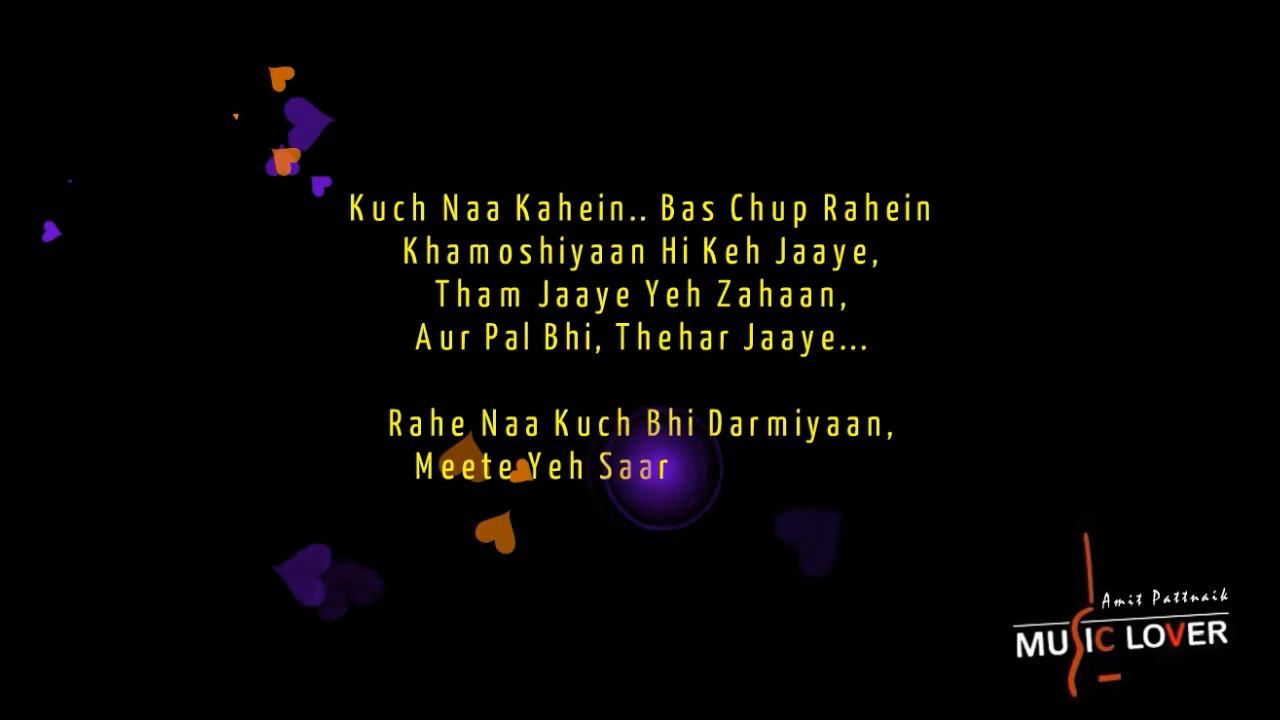 Kuch Naa Kahein.. Bas Chup Rahein
Khamoshiyaan Hi Keh Jaaye,
Tham Jaaye Yeh Zahaan,
Aur Pal Bhi, Thehar Jaaye...
Rahe Naa Kuch Bhi Darmiyaan,
Meete Yeh Saar
Amit Pattnaik
MUSIC LOVER